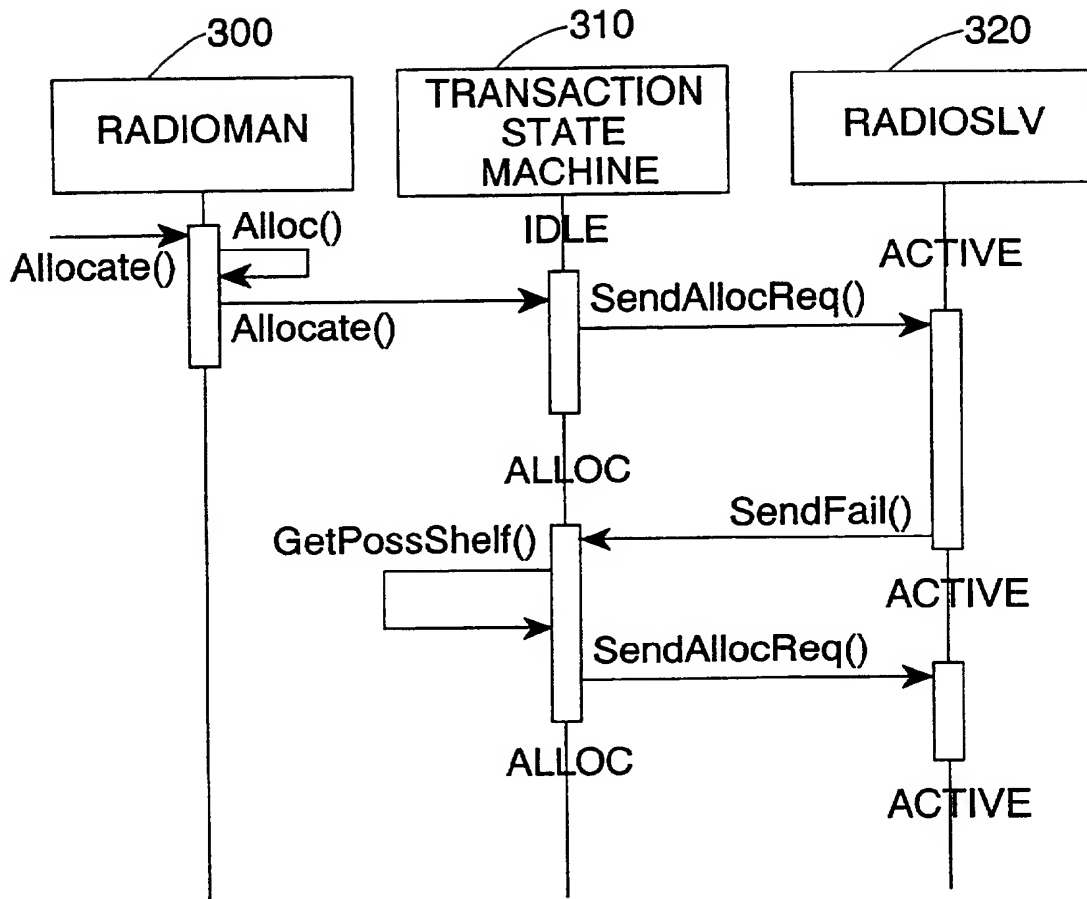 300
310
320
RADIOMAN
TRANSACTION
STATE
MACHINE
RADIOSLV
IDLE
ACTIVE
Alloc()
Allocate()
Allocate()
SendAllocReq()
ALLOC
SendFail()
GetPossShelf()
ACTIVE
SendAllocReq()
ALLOC
ACTIVE